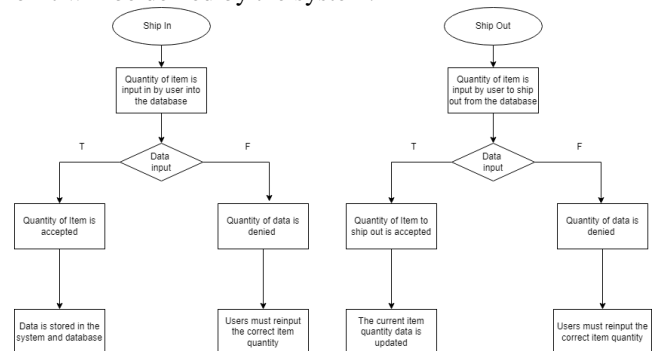 Ship In
Quantity of item is
input in by user into
the database
T
F
Data
input
Quantity of Item is
accepted
Quantity of data is
denied
Data is stored in the
system and database
Users must reinput
the correct item
quantity
Ship Out
Quantity of item is
input by user to ship
out from the database
T
F
Data
input
Quantity of Item to
ship out is accepted
Quantity of data is
denied
The current item
quantity data is
updated
Users must reinput the
correct item quantity